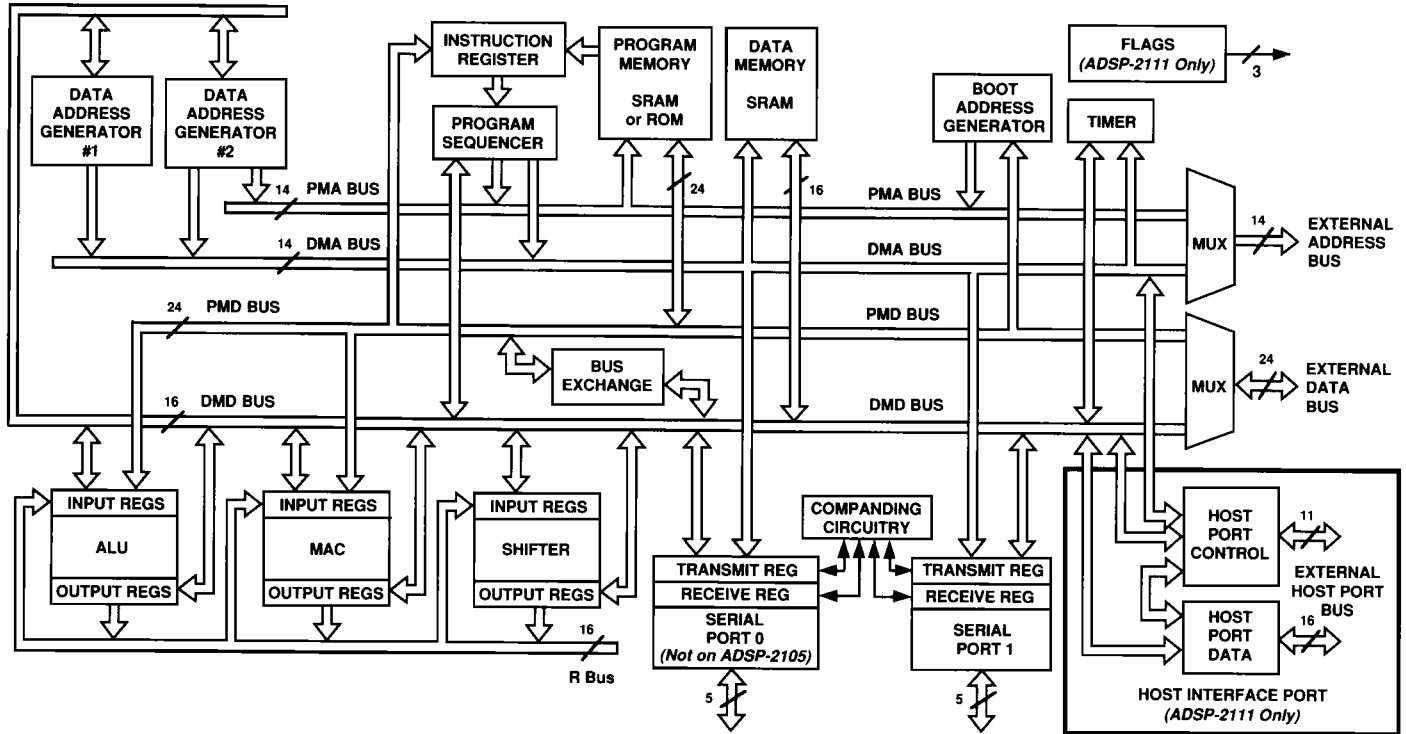 INSTRUCTION
REGISTER
PROGRAM
MEMORY
SRAM
or ROM
DATA
MEMORY
SRAM
FLAGS
(ADSP-2111 Only)
3
DATA
ADDRESS
GENERATOR
#1
DATA
ADDRESS
GENERATOR
#2
PROGRAM
SEQUENCER
BOOT
ADDRESS
GENERATOR
TIMER
14
PMA BUS
24
16
PMA BUS
14
DMA BUS
DMA BUS
MUX
14
EXTERNAL
ADDRESS
BUS
24
PMD BUS
PMD BUS
BUS
EXCHANGE
MUX
24
EXTERNAL
DATA
BUS
16
DMD BUS
DMD BUS
INPUT REGS
ALU
OUTPUT REGS
INPUT REGS
MAC
OUTPUT REGS
INPUT REGS
SHIFTER
OUTPUT REGS
16
R Bus
COMPANDING
CIRCUITRY
TRANSMIT REG
RECEIVE REG
SERIAL
PORT 0
(Not on ADSP-2105)
5
TRANSMIT REG
RECEIVE REG
SERIAL
PORT 1
5
HOST
PORT
CONTROL
11
EXTERNAL
HOST PORT
BUS
HOST
PORT
DATA
16
HOST INTERFACE PORT
(ADSP-2111 Only)